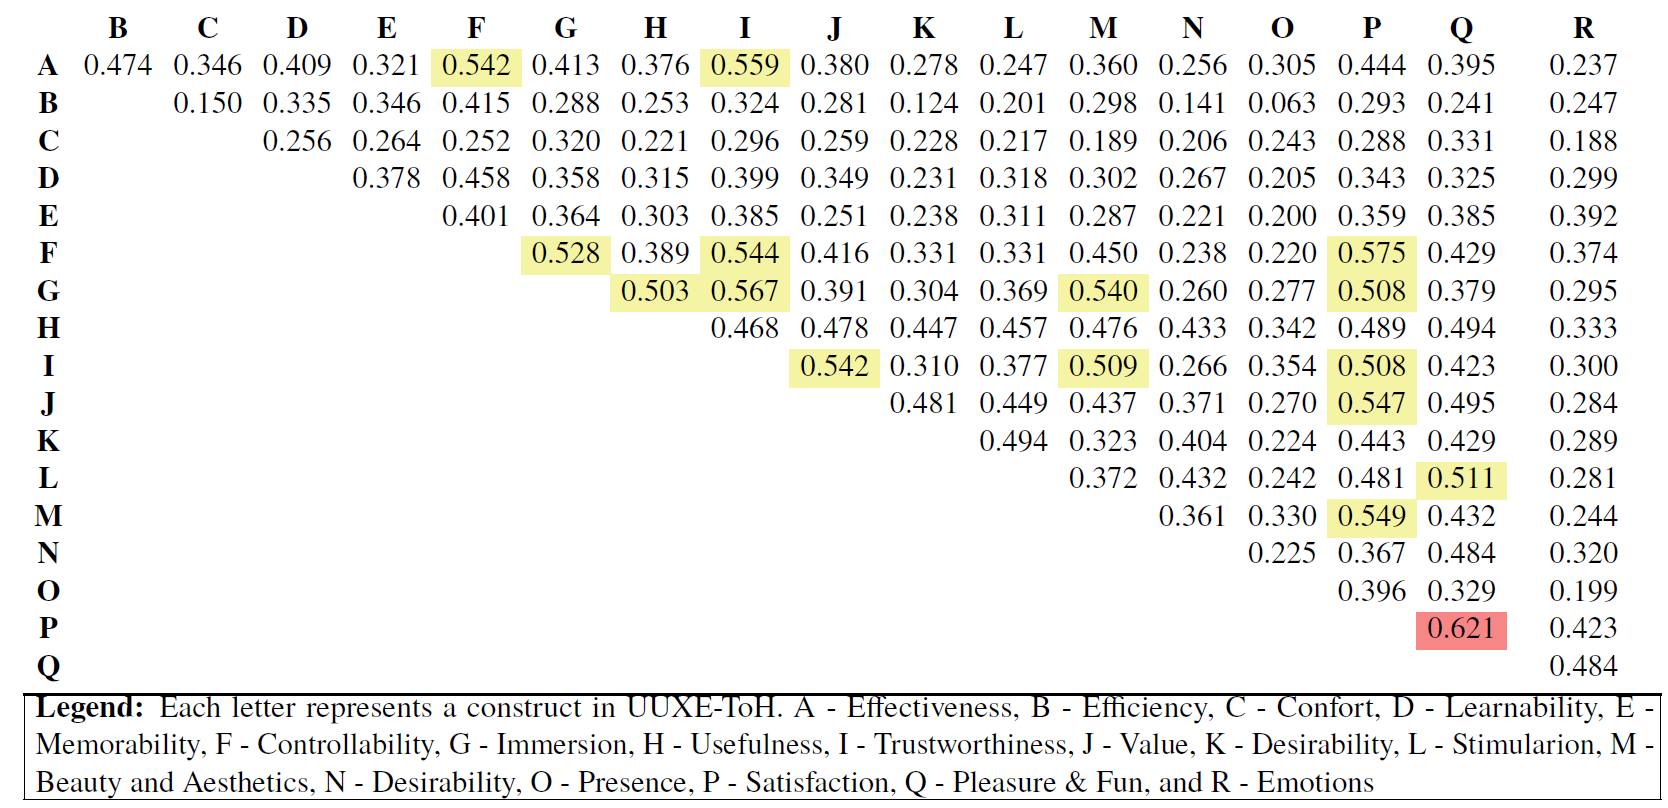 B C D E F G H I J K L M N O P Q R
A 0.474 0.346 0.409 0.321 0.542 0.413 0.376 0.559 0.380 0.278 0.247 0.360 0.256 0.305 0.444 0.395 0.237
B 0.150 0.335 0.346 0.415 0.288 0.253 0.324 0.281 0.124 0.201 0.298 0.141 0.063 0.293 0.241 0.247
C 0.256 0.264 0.252 0.320 0.221 0.296 0.259 0.228 0.217 0.189 0.206 0.243 0.288 0.331 0.188
D 0.378 0.458 0.358 0.315 0.399 0.349 0.231 0.318 0.302 0.267 0.205 0.343 0.325 0.299
E 0.401 0.364 0.303 0.385 0.251 0.238 0.311 0.287 0.221 0.200 0.359 0.385 0.392
F 0.528 0.389 0.544 0.416 0.331 0.331 0.450 0.238 0.220 0.575 0.429 0.374
G 0.503 0.567 0.391 0.304 0.369 0.540 0.260 0.277 0.508 0.379 0.295
H 0.468 0.478 0.447 0.457 0.476 0.433 0.342 0.489 0.494 0.333
I 0.542 0.310 0.377 0.509 0.266 0.354 0.508 0.423 0.300
J 0.481 0.449 0.437 0.371 0.270 0.547 0.495 0.284
K 0.494 0.323 0.404 0.224 0.443 0.429 0.289
L 0.372 0.432 0.242 0.481 0.511 0.281
M 0.361 0.330 0.549 0.432 0.244
N 0.225 0.367 0.484 0.320
O 0.396 0.329 0.199
P 0.621 0.423
Q 0.484
Legend: Each letter represents a construct in UUXE-ToH. A - Effectiveness, B - Efficiency, C - Confort, D - Learnability, E -
Memorability, F - Controllability, G - Immersion, H - Usefulness, I - Trustworthiness, J - Value, K - Desirability, L - Stimularion, M -
Beauty and Aesthetics, N - Desirability, O - Presence, P - Satisfaction, Q - Pleasure & Fun, and R - Emotions